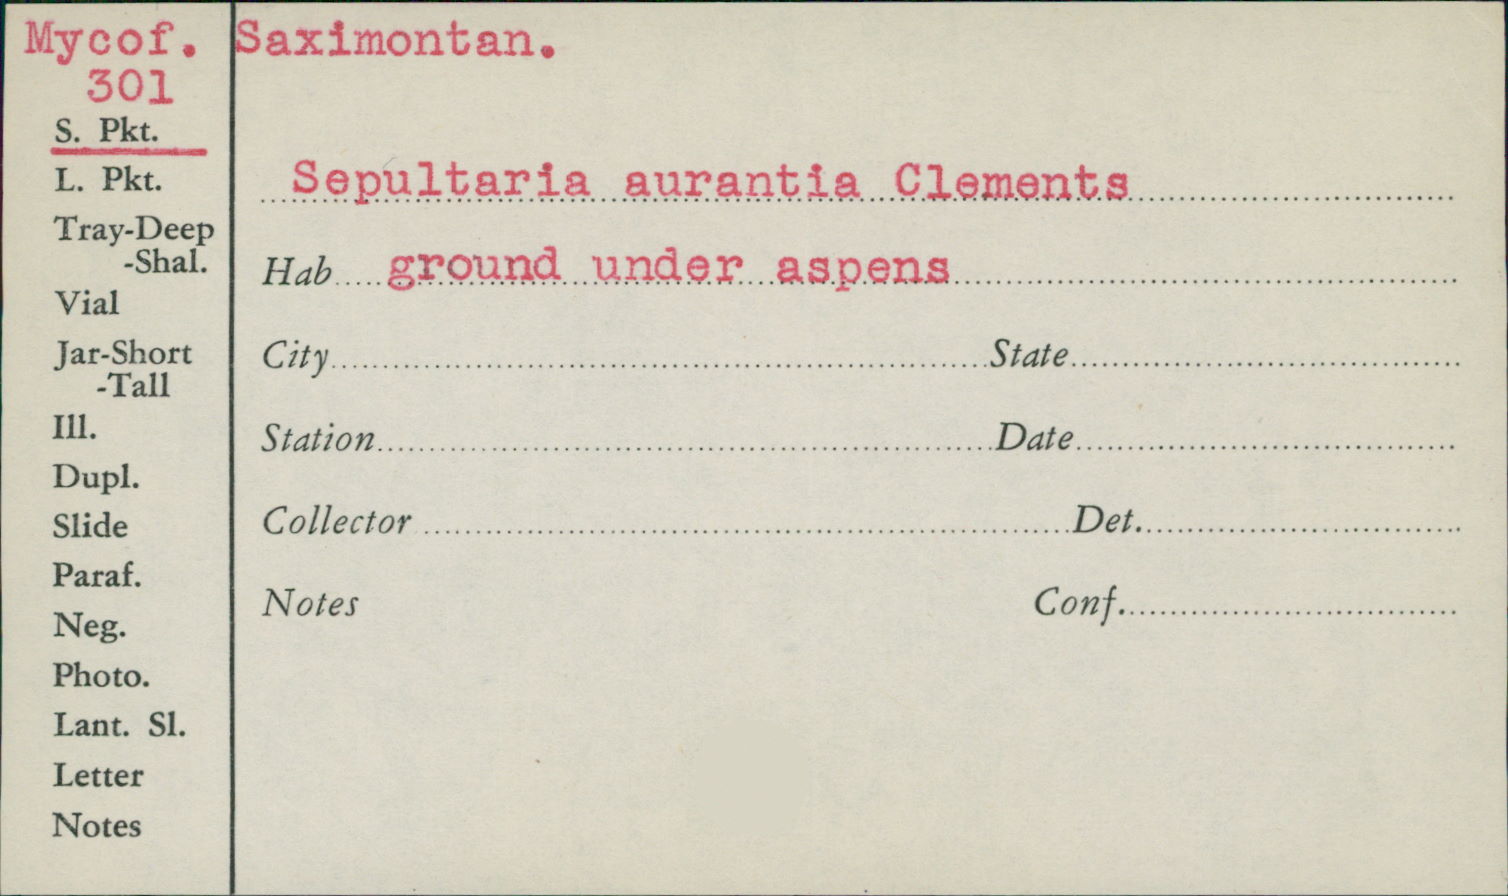 Mycof. Saximontan.
301
S. Pkt.
L. Pkt.
Tray-Deep
-Shal.
Vial
Jar-Short
-Tall
Ill.
Dupl.
Slide
Paraf.
Neg.
Photo.
Lant. Sl.
Letter
Notes
Sepultaria aurantia Clements
Hab ground under aspens
City State
Station Date
Collector Det.
Notes Conf.